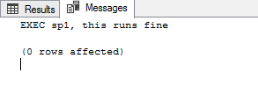 Results Messages
EXEC sp1, this runs fine
(0 rows affected)